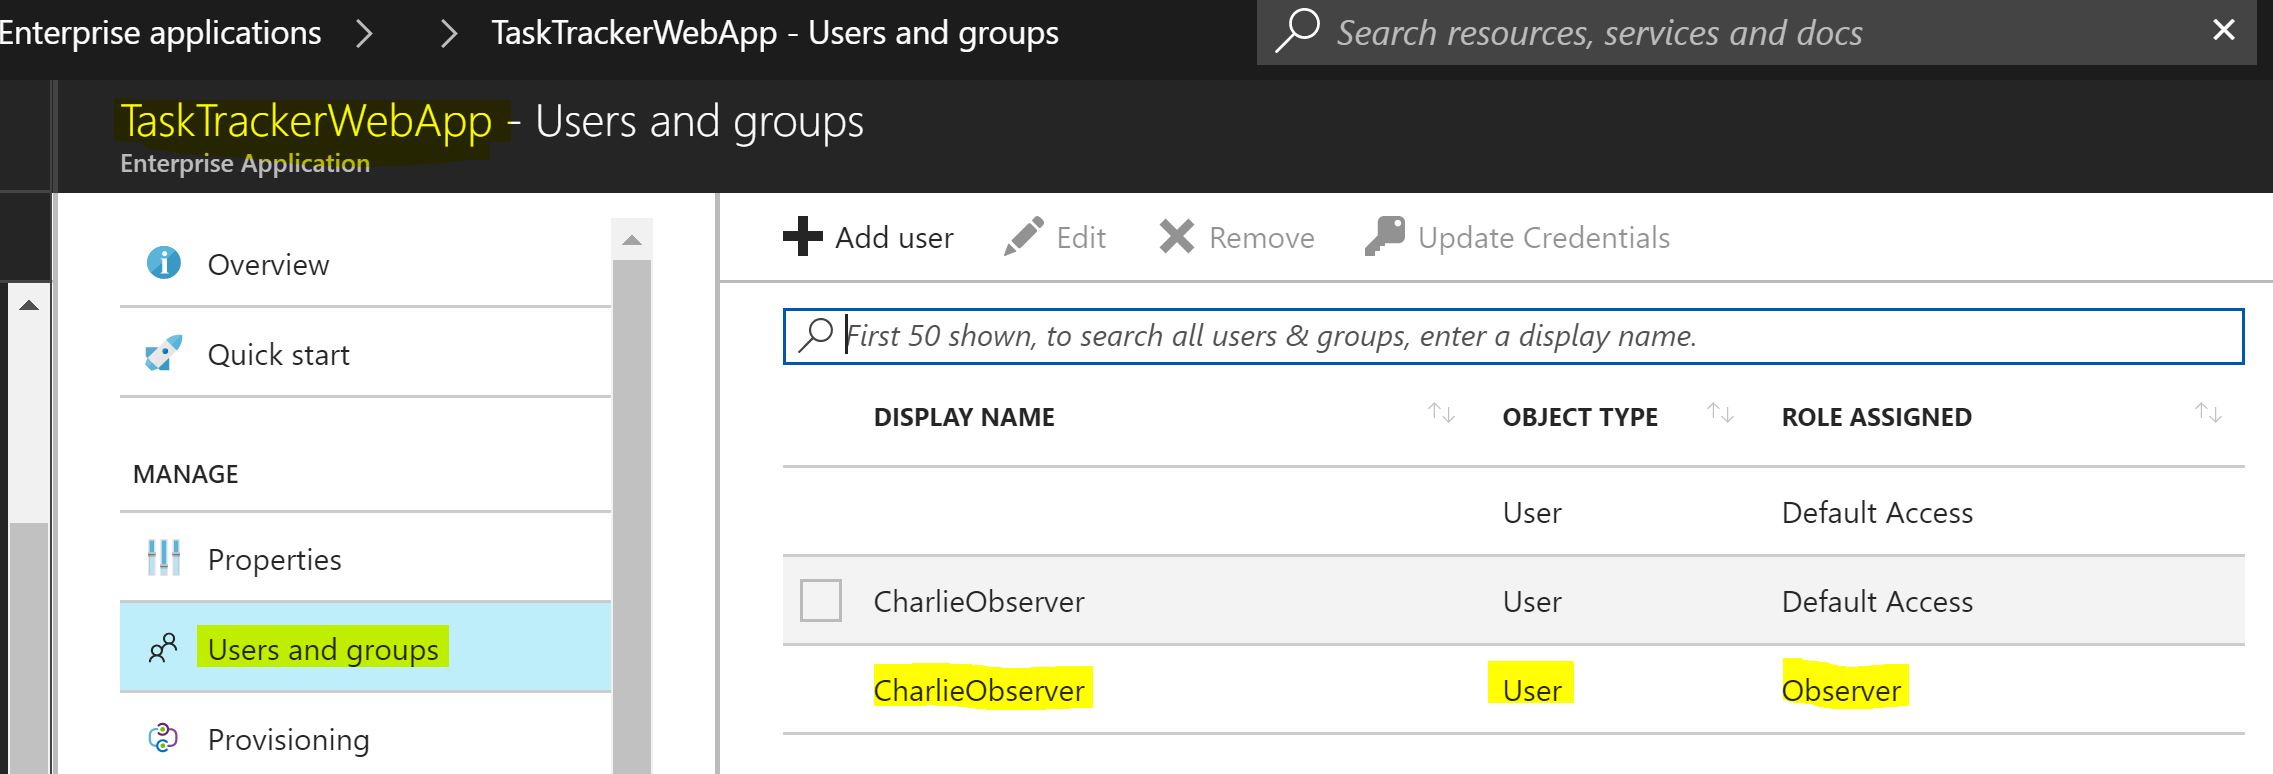 Enterprise applications > > TaskTrackerWebApp - Users and groups
Search resources, services and docs
TaskTrackerWebApp - Users and groups
Enterprise Application
Overview
Quick start
MANAGE
Properties
Users and groups
Provisioning
Add user Edit Remove Update Credentials
First 50 shown, to search all users & groups, enter a display name.
DISPLAY NAME OBJECT TYPE ROLE ASSIGNED
User Default Access
CharlieObserver User Default Access
CharlieObserver User Observer